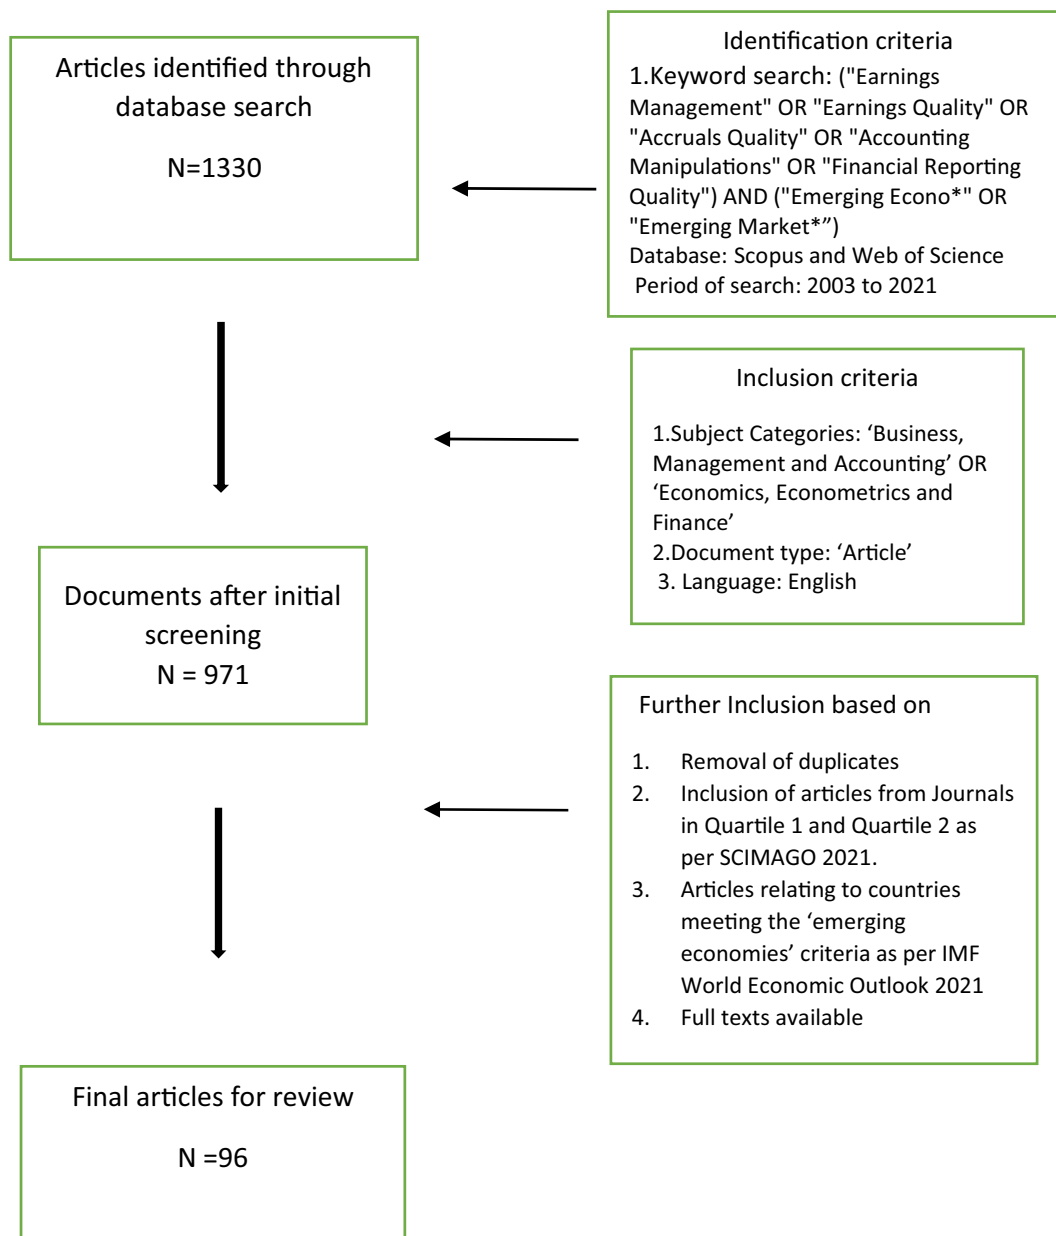 Articles identified through
database search
N=1330
Identification criteria
1.Keyword search: ("Earnings
Management" OR "Earnings Quality" OR
"Accruals Quality" OR "Accounting
Manipulations" OR "Financial Reporting
Quality") AND ("Emerging Econo*" OR
"Emerging Market*”)
Database: Scopus and Web of Science
Period of search: 2003 to 2021
Inclusion criteria
1.Subject Categories: ‘Business,
Management and Accounting’ OR
‘Economics, Econometrics and
Finance’
2.Document type: ‘Article’
3. Language: English
Documents after initial
screening
N = 971
Further Inclusion based on
1. Removal of duplicates
2. Inclusion of articles from Journals
in Quartile 1 and Quartile 2 as
per SCIMAGO 2021.
3. Articles relating to countries
meeting the ‘emerging
economies’ criteria as per IMF
World Economic Outlook 2021
4. Full texts available
Final articles for review
N =96